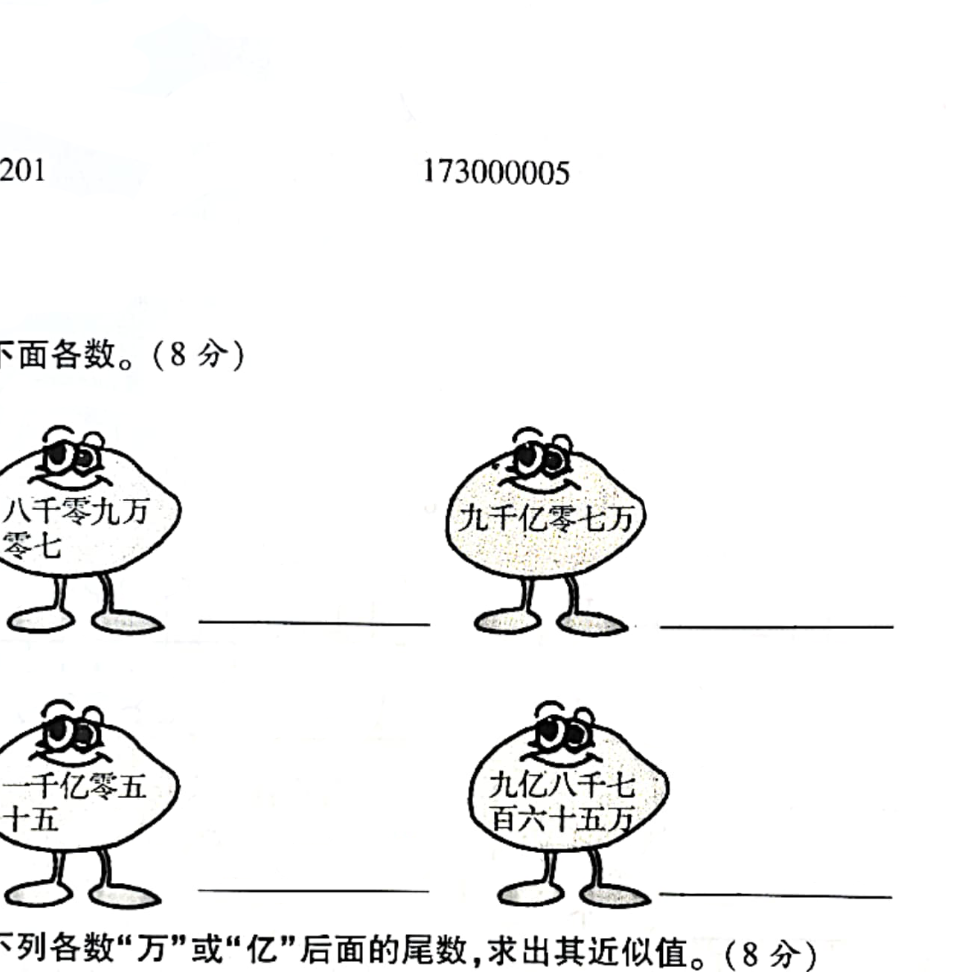 201 173000005
下面各数。(8 分)
八千零九万
零七
九千亿零七万
一千亿零五
十五
九亿八千七
百六十五万
下列各数“万”或“亿”后面的尾数,求出其近似值。(8 分)